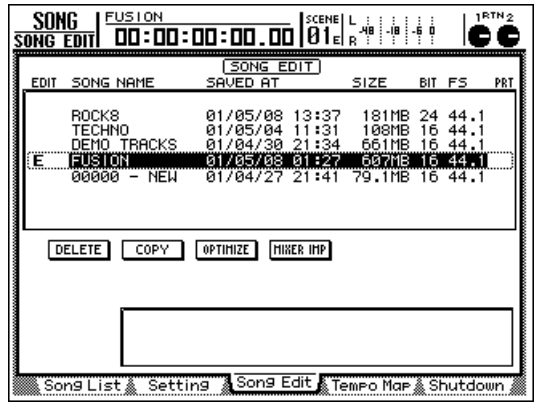 SONG FUSION SCENE L 1 RTN 2
SONG EDIT 00:00:00:00.00 01E R -48 -18 -6 0
SONG EDIT
EDIT SONG NAME SAVED AT SIZE BIT FS PRT
ROCK8 01/05/08 13:37 181MB 24 44.1
TECHNO 01/05/04 11:31 108MB 16 44.1
DEMO TRACKS 01/04/30 21:34 661MB 16 44.1
E FUSION 01/05/08 01:27 607MB 16 44.1
00000 - NEW 01/04/27 21:41 79.1MB 16 44.1
DELETE COPY OPTIMIZE MIXER IMP
Song List Setting Song Edit Tempo Map Shutdown